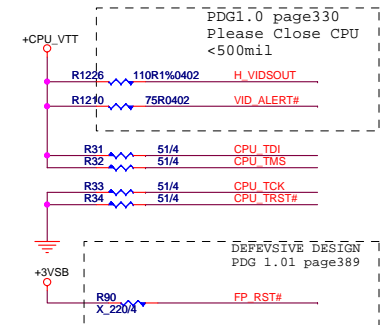 PDG1.0 page330
Please Close CPU
<500mil
+CPU_VTT
R1226 110R1%0402 H_VIDSOUT
R1210 75R0402 VID_ALERT#
R31 51/4 CPU_TDI
R32 51/4 CPU_TMS
R33 51/4 CPU_TCK
R34 51/4 CPU_TRST#
DEFEVSIVE DESIGN
PDG 1.01 page389
+3VSB
R90 FP_RST#
X_220/4